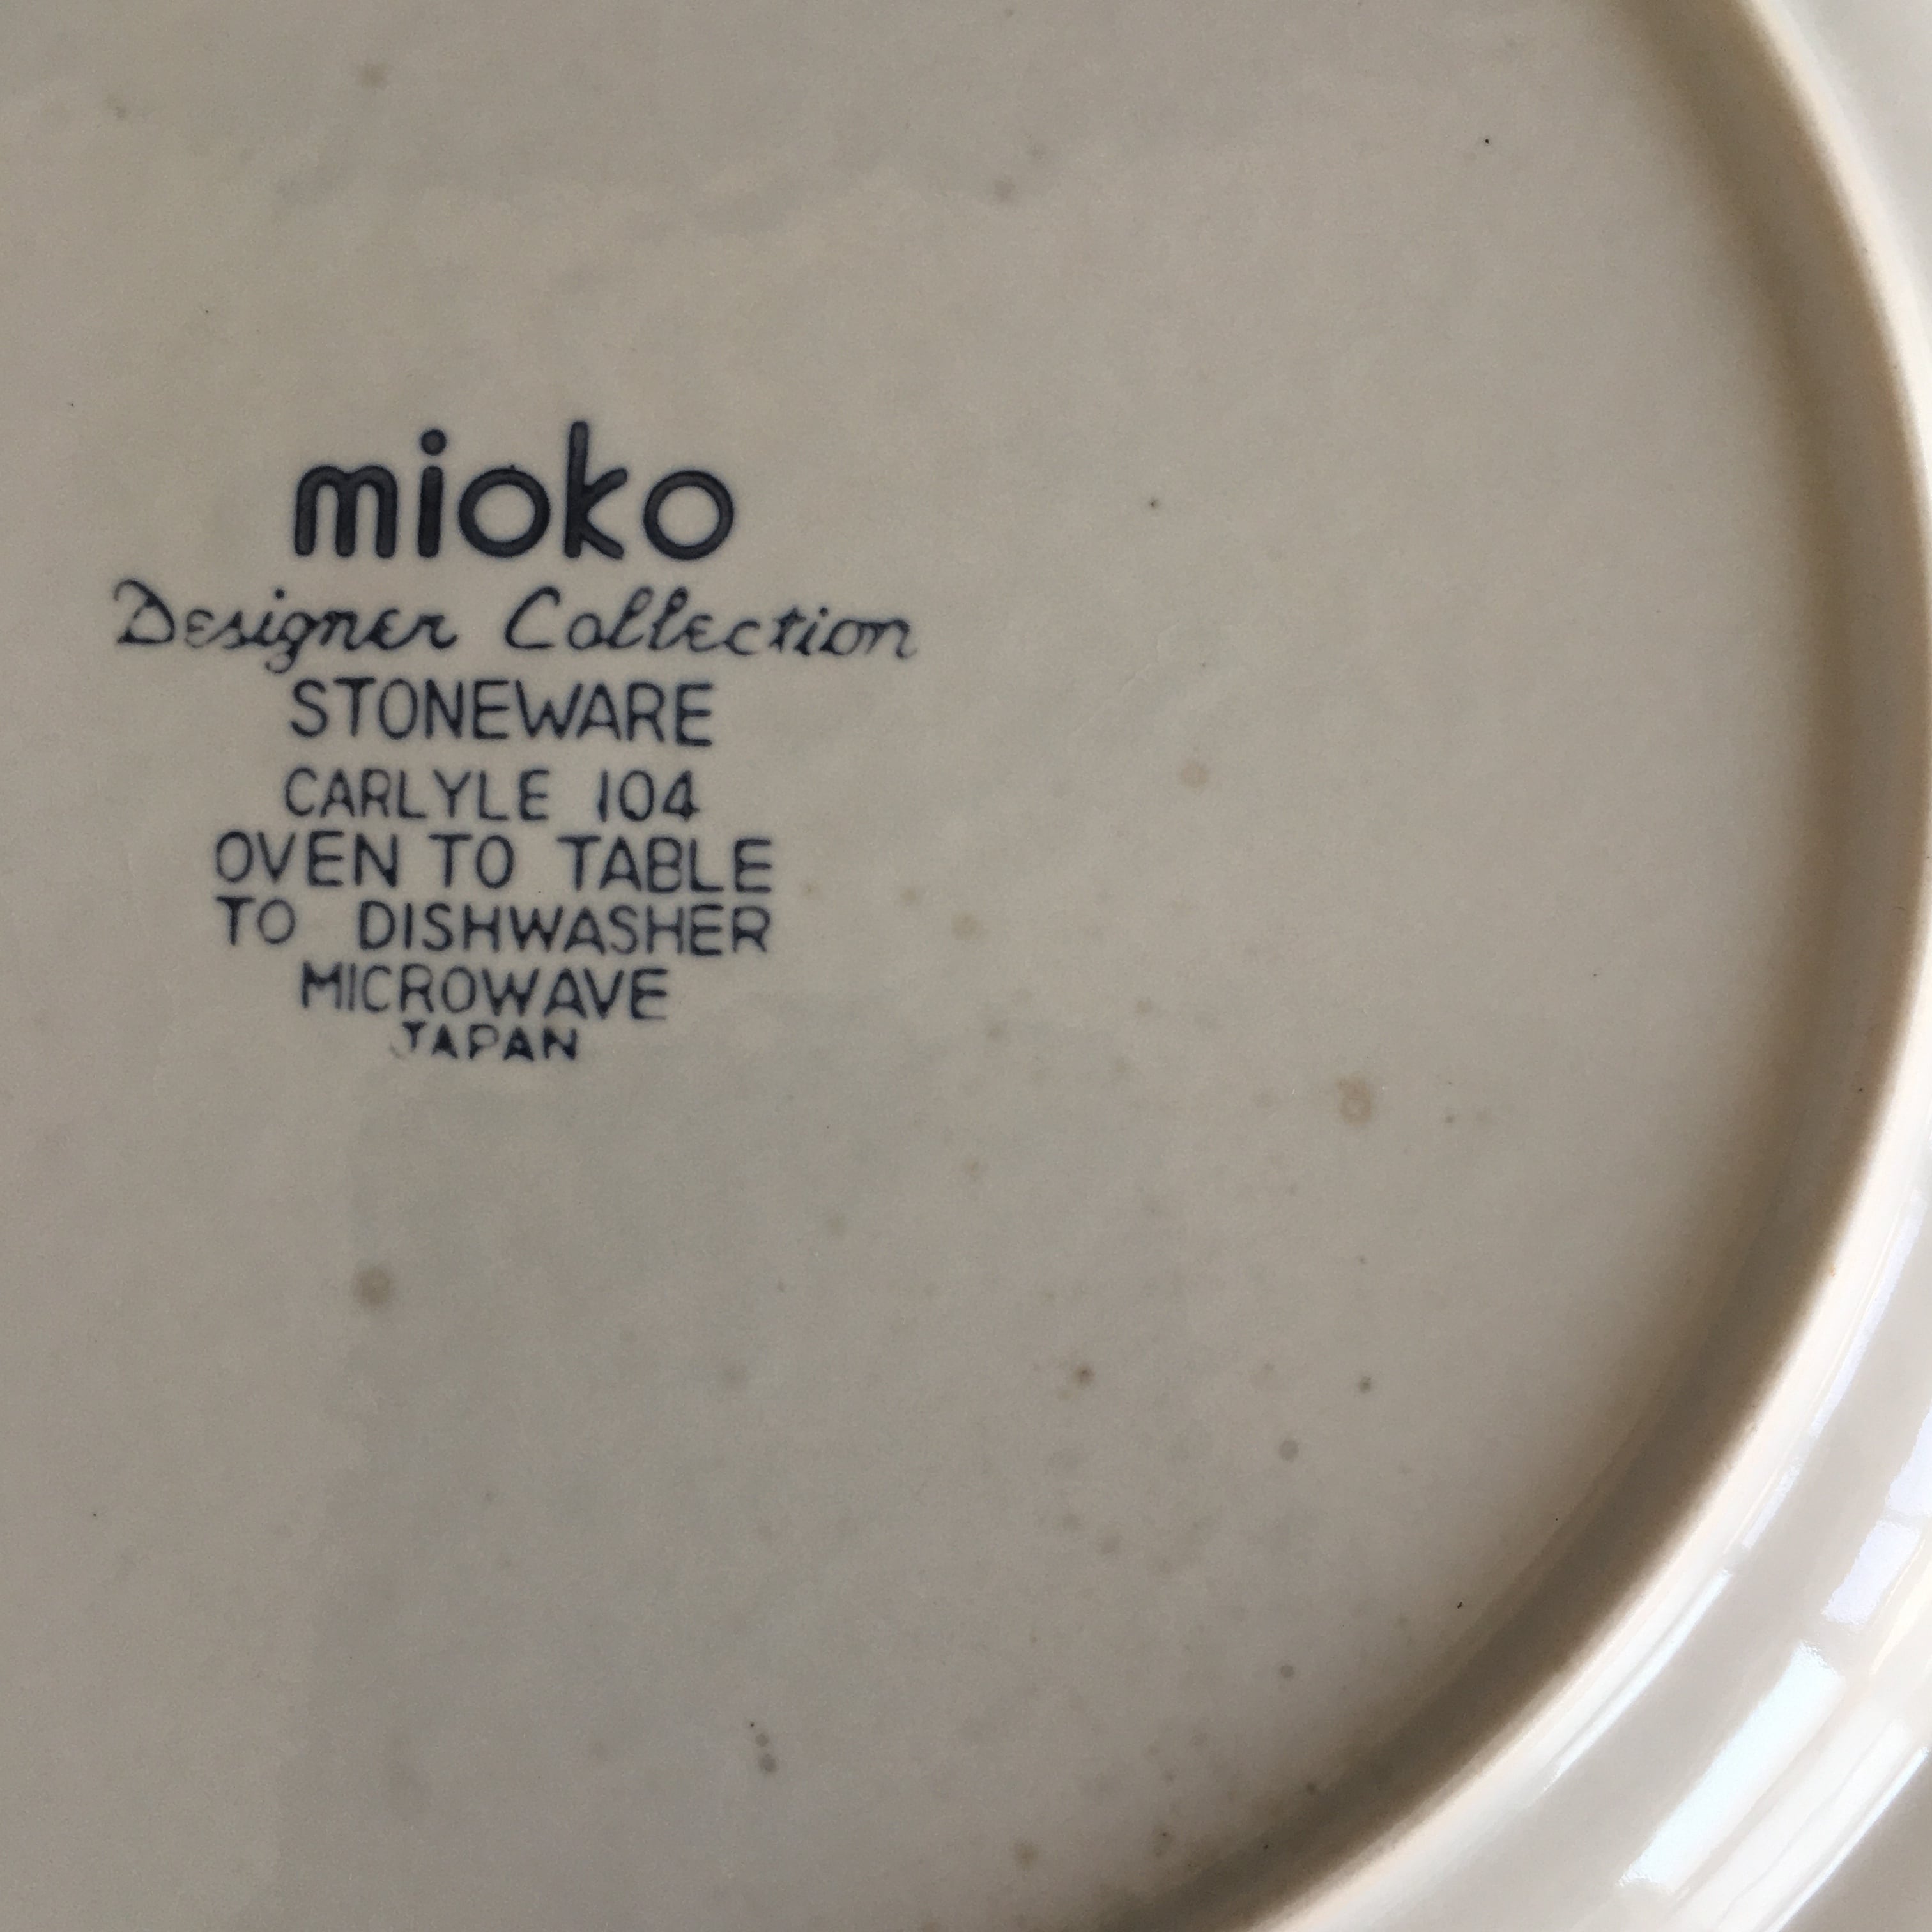 mioko
Designer Collection
STONEWARE
CARLYLE 104
OVEN TO TABLE
TO DISHWASHER
MICROWAVE
JAPAN